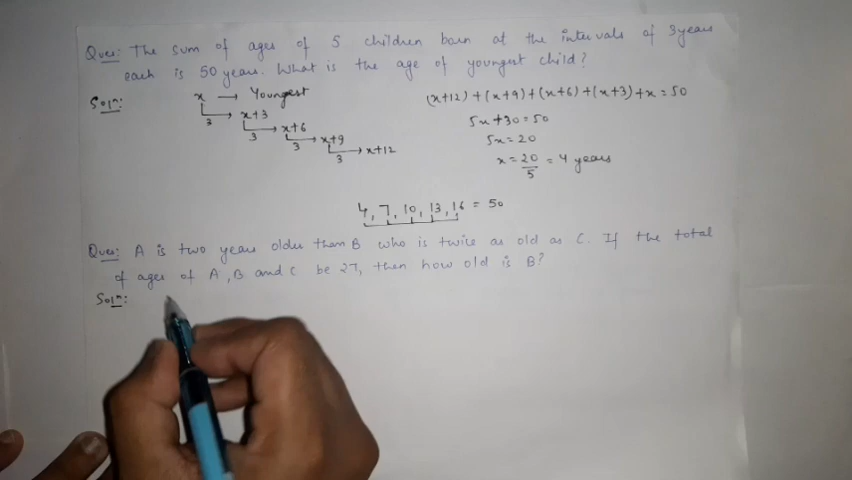 Ques: The sum of ages of 5 children born at the intervals of 3 years
each is 50 years. What is the age of youngest child?
Solⁿ:
x → Youngest
3 x+3
3 x+6
3 x+9
3 x+12
(x+12) + (x+9) + (x+6) + (x+3) + x = 50
5x + 30 = 50
5x = 20
x = 20/5 = 4 years
4, 7, 10, 13, 16 = 50
Ques: A is two years older than B who is twice as old as C. If the total
of ages of A, B and C be 27, then how old is B?
Solⁿ: